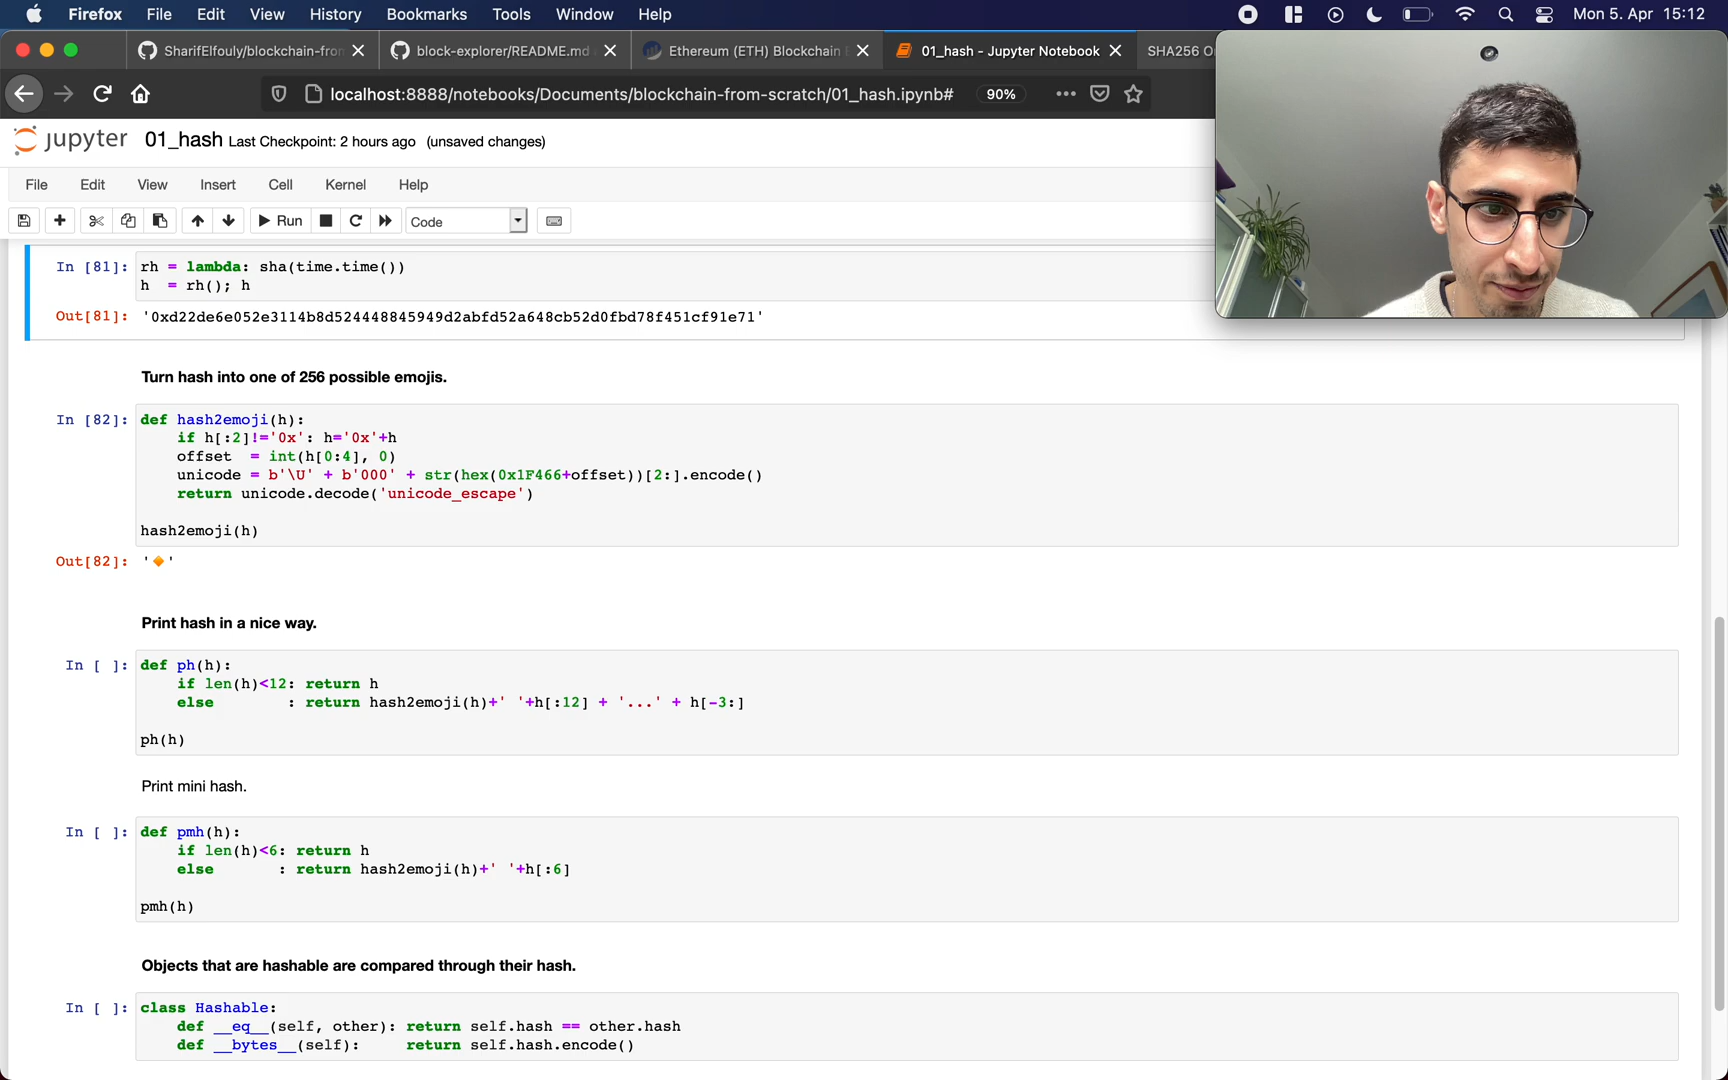 Firefox File Edit View History Bookmarks Tools Window Help Mon 5. Apr 15:12
SharifElfouly/blockchain-fron block-explorer/README.md Ethereum (ETH) Blockchain 01_hash - Jupyter Notebook SHA256 O
localhost:8888/notebooks/Documents/blockchain-from-scratch/01_hash.ipynb# 90%
jupyter 01_hash Last Checkpoint: 2 hours ago (unsaved changes)
File Edit View Insert Cell Kernel Help
Run Code
In [81]: rh = lambda: sha(time.time())
h = rh(); h
Out[81]: '0xd22de6e052e3114b8d524448845949d2abfd52a648cb52d0fbd78f451cf91e71'
Turn hash into one of 256 possible emojis.
In [82]: def hash2emoji(h):
if h[:2]!='0x': h='0x'+h
offset = int(h[0:4], 0)
unicode = b'\U' + b'000' + str(hex(0x1F466+offset))[2:].encode()
return unicode.decode('unicode_escape')
hash2emoji(h)
Out[82]: '🔸'
Print hash in a nice way.
In [ ]: def ph(h):
if len(h)<12: return h
else : return hash2emoji(h)+' '+h[:12] + '...' + h[-3:]
ph(h)
Print mini hash.
In [ ]: def pmh(h):
if len(h)<6: return h
else : return hash2emoji(h)+' '+h[:6]
pmh(h)
Objects that are hashable are compared through their hash.
In [ ]: class Hashable:
def __eq__(self, other): return self.hash == other.hash
def __bytes__(self): return self.hash.encode()